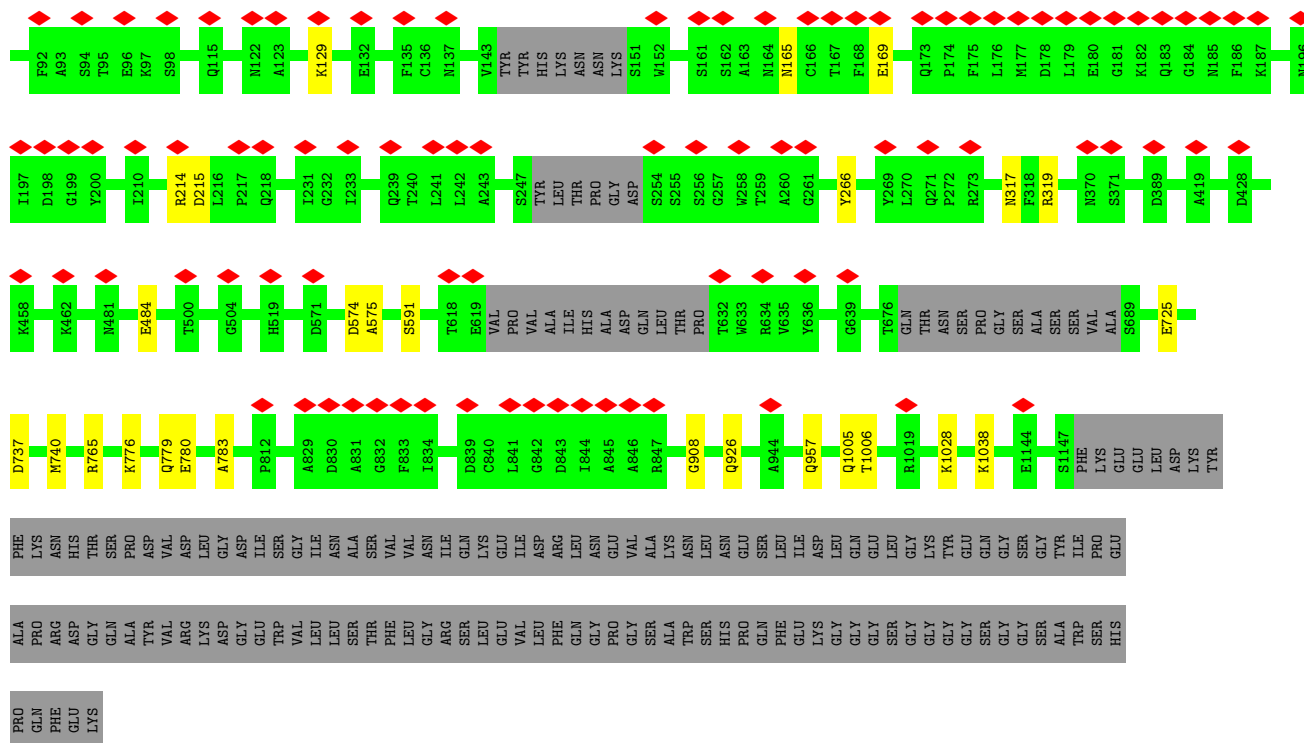 F92 A93 S94 T95 E96 K97 S98 Q115 N122 A123 K129 E132 F135 C136 N137 V143 TYR TYR HIS LYS ASN ASN LYS S151 W152 S161 S162 A163 N164 N165 C166 T167 F168 E169 Q173 P174 F175 L176 M177 D178 L179 E180 G181 K182 Q183 G184 N185 F186 K187 N196
I197 D198 G199 Y200 I210 R214 D215 L216 P217 Q218 I231 G232 I233 Q239 T240 L241 L242 A243 S247 TYR LEU THR PRO GLY ASP S254 S255 S256 G257 W258 T259 A260 G261 Y266 Y269 L270 Q271 P272 R273 N317 F318 R319 N370 S371 D389 A419 D428
K458 K462 N481 E484 T500 G504 H519 D571 D574 A575 S591 T618 E619 VAL PRO VAL ALA ILE HIS ALA ASP GLN LEU THR PRO T632 W633 R634 V635 Y636 G639 T676 GLN THR ASN SER PRO GLY SER ALA SER SER VAL ALA S689 E725
D737 M740 R765 K776 Q779 E780 A783 P812 A829 D830 A831 G832 F833 I834 D839 C840 L841 G842 D843 I844 A845 A846 R847 G908 Q926 A944 Q957 Q1005 T1006 R1019 K1028 K1038 E1144 S1147 PHE LYS GLU GLU LEU ASP LYS TYR
PHE LYS ASN HIS THR SER PRO ASP VAL ASP LEU GLY ASP ILE SER GLY ILE ASN ALA SER VAL VAL ASN ILE GLN LYS GLU ILE ASP ARG LEU ASN GLU VAL ALA LYS ASN LEU ASN GLU SER LEU ILE ASP LEU GLN GLU LEU GLY LYS TYR GLU GLN GLY SER GLY TYR ILE PRO GLU
ALA PRO ARG ASP GLY GLN ALA TYR VAL ARG LYS ASP GLY GLU TRP VAL LEU LEU SER THR PHE LEU GLY ARG SER LEU GLU VAL LEU PHE GLN GLY PRO GLY SER ALA TRP SER HIS PRO GLN PHE GLU LYS GLY GLY GLY SER GLY GLY GLY GLY SER GLY GLY SER ALA TRP SER HIS
PRO GLN PHE GLU LYS